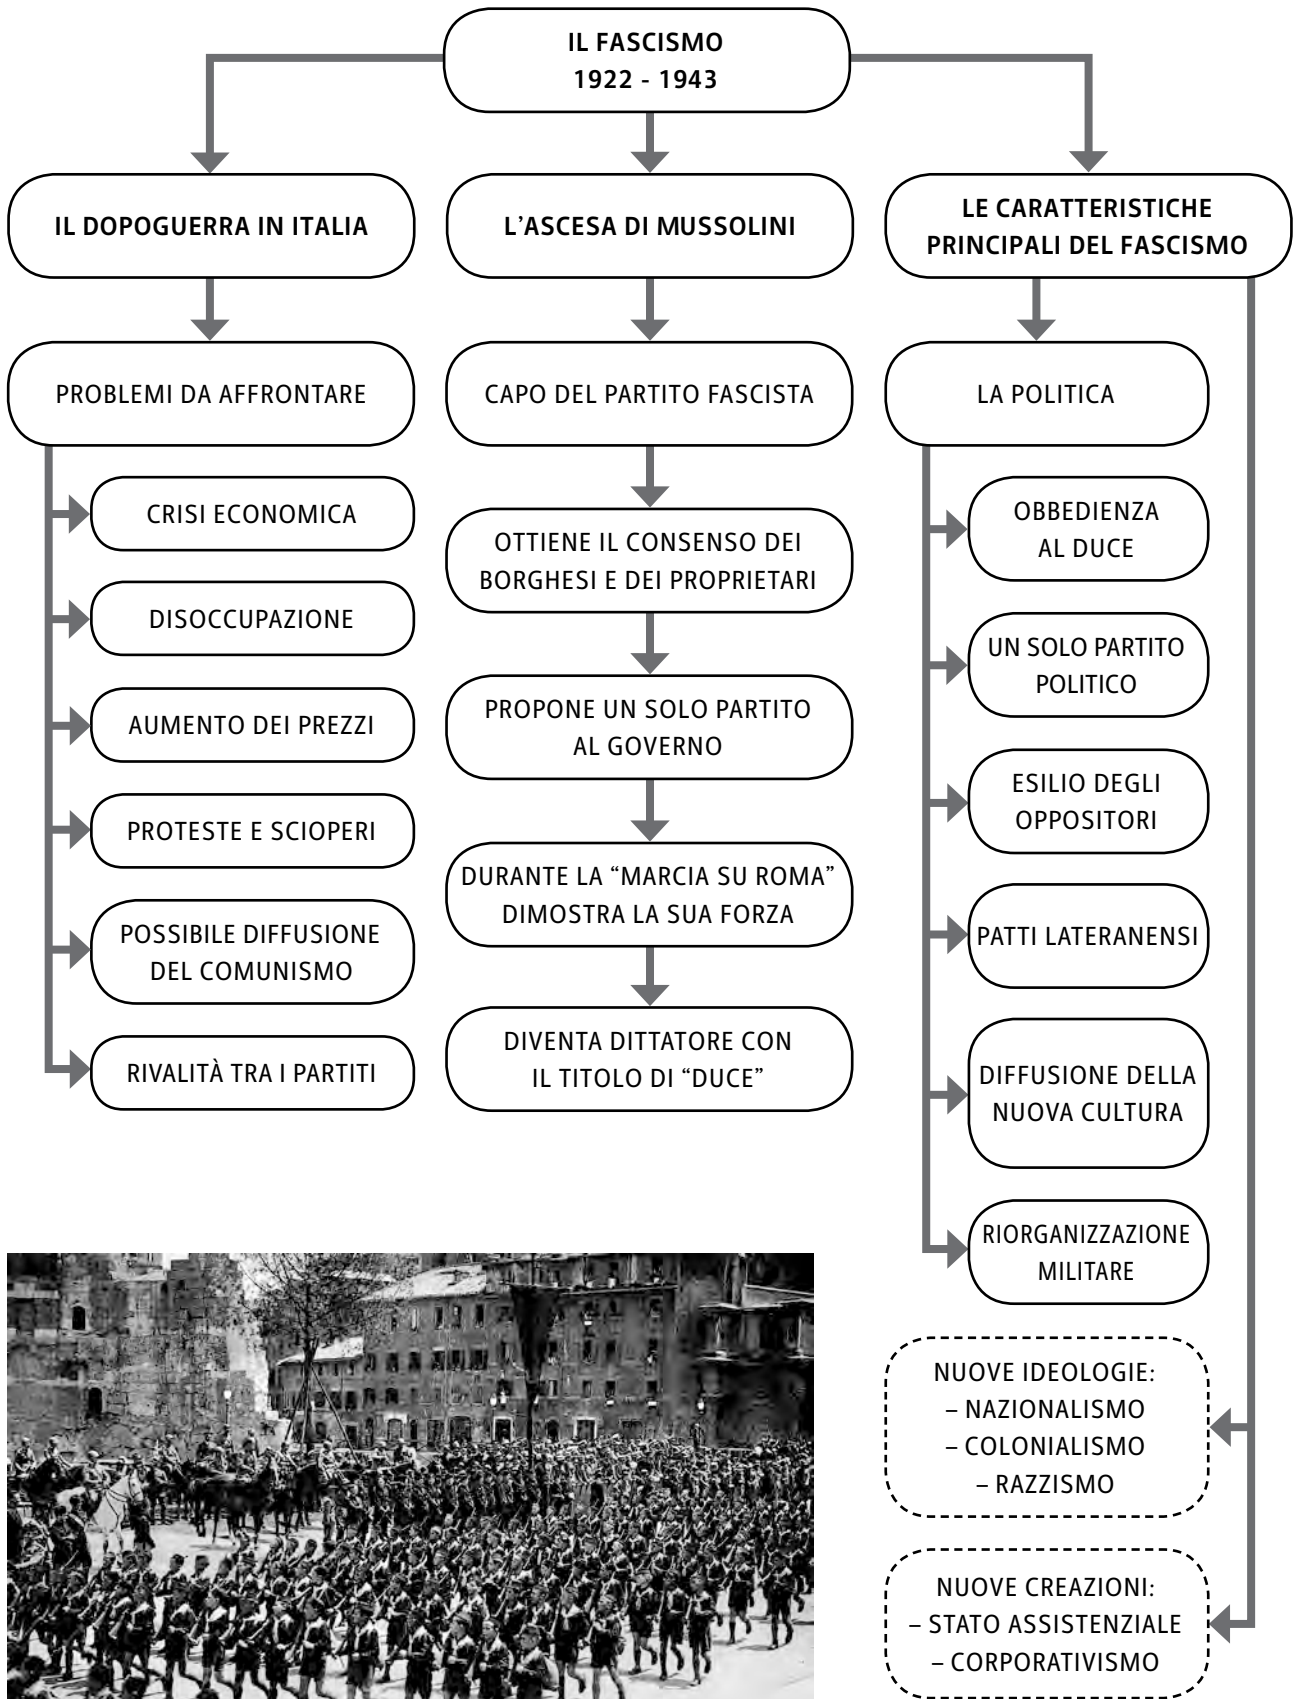 IL FASCISMO
1922 - 1943
IL DOPOGUERRA IN ITALIA
PROBLEMI DA AFFRONTARE
CRISI ECONOMICA
DISOCCUPAZIONE
AUMENTO DEI PREZZI
PROTESTE E SCIOPERI
POSSIBILE DIFFUSIONE
DEL COMUNISMO
RIVALITÀ TRA I PARTITI
L’ASCESA DI MUSSOLINI
CAPO DEL PARTITO FASCISTA
OTTIENE IL CONSENSO DEI
BORGHESI E DEI PROPRIETARI
PROPONE UN SOLO PARTITO
AL GOVERNO
DURANTE LA “MARCIA SU ROMA”
DIMOSTRA LA SUA FORZA
DIVENTA DITTATORE CON
IL TITOLO DI “DUCE”
LE CARATTERISTICHE
PRINCIPALI DEL FASCISMO
LA POLITICA
OBBEDIENZA
AL DUCE
UN SOLO PARTITO
POLITICO
ESILIO DEGLI
OPPOSITORI
PATTI LATERANENSI
DIFFUSIONE DELLA
NUOVA CULTURA
RIORGANIZZAZIONE
MILITARE
NUOVE IDEOLOGIE:
– NAZIONALISMO
– COLONIALISMO
– RAZZISMO
NUOVE CREAZIONI:
– STATO ASSISTENZIALE
– CORPORATIVISMO